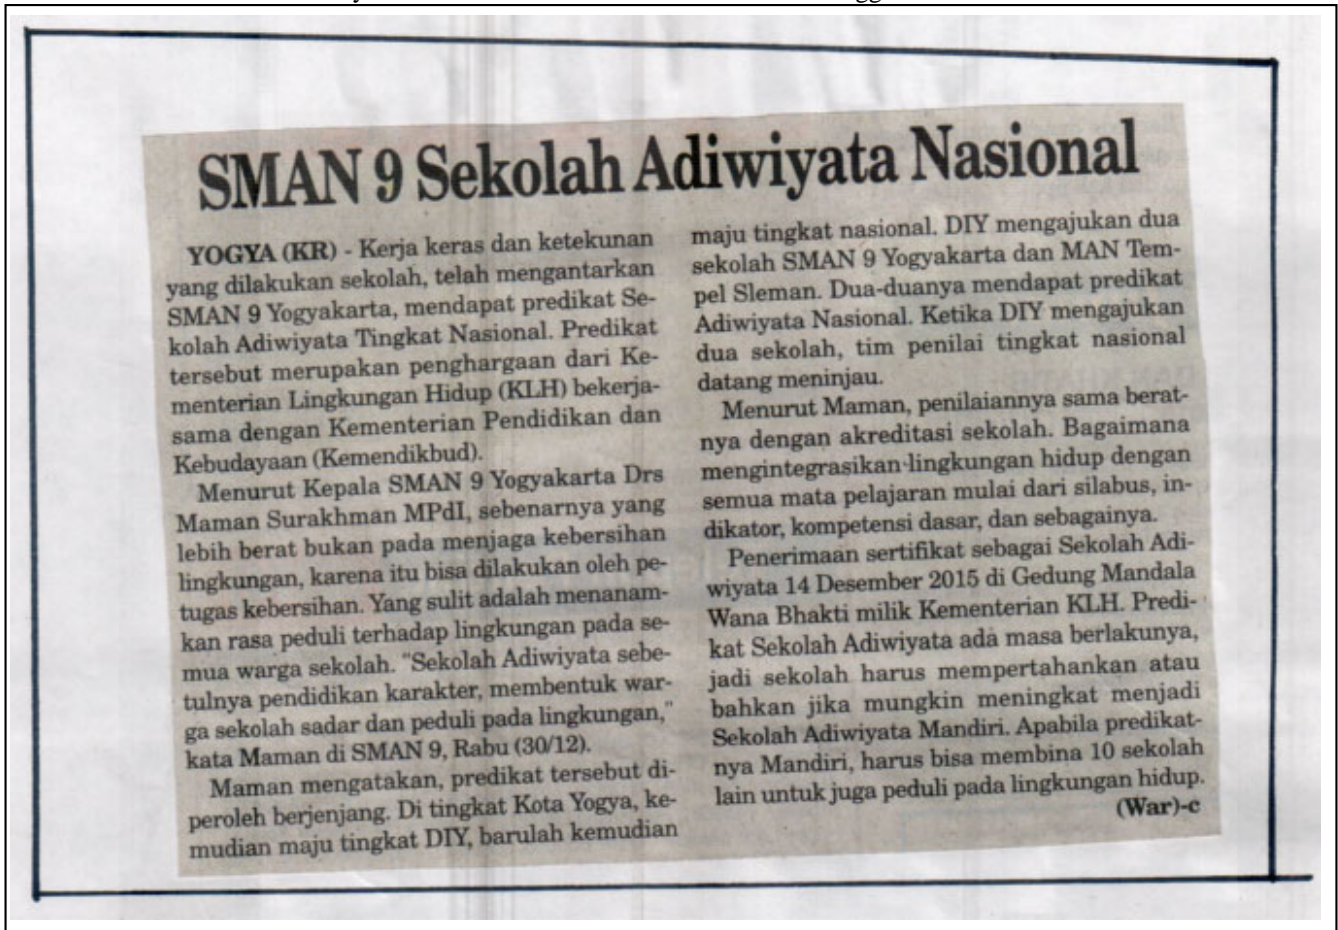 SMAN 9 Sekolah Adiwiyata Nasional
YOGYA (KR) - Kerja keras dan ketekunan
yang dilakukan sekolah, telah mengantarkan
SMAN 9 Yogyakarta, mendapat predikat Se-
kolah Adiwiyata Tingkat Nasional. Predikat
tersebut merupakan penghargaan dari Ke-
menterian Lingkungan Hidup (KLH) bekerja-
sama dengan Kementerian Pendidikan dan
Kebudayaan (Kemendikbud).
Menurut Kepala SMAN 9 Yogyakarta Drs
Maman Surakhman MPdI, sebenarnya yang
lebih berat bukan pada menjaga kebersihan
lingkungan, karena itu bisa dilakukan oleh pe-
tugas kebersihan. Yang sulit adalah menanam-
kan rasa peduli terhadap lingkungan pada se-
mua warga sekolah. "Sekolah Adiwiyata sebe-
tulnya pendidikan karakter, membentuk war-
ga sekolah sadar dan peduli pada lingkungan,"
kata Maman di SMAN 9, Rabu (30/12).
Maman mengatakan, predikat tersebut di-
peroleh berjenjang. Di tingkat Kota Yogya, ke-
mudian maju tingkat DIY, barulah kemudian
maju tingkat nasional. DIY mengajukan dua
sekolah SMAN 9 Yogyakarta dan MAN Tem-
pel Sleman. Dua-duanya mendapat predikat
Adiwiyata Nasional. Ketika DIY mengajukan
dua sekolah, tim penilai tingkat nasional
datang meninjau.
Menurut Maman, penilaiannya sama berat-
nya dengan akreditasi sekolah. Bagaimana
mengintegrasikan lingkungan hidup dengan
semua mata pelajaran mulai dari silabus, in-
dikator, kompetensi dasar, dan sebagainya.
Penerimaan sertifikat sebagai Sekolah Adi-
wiyata 14 Desember 2015 di Gedung Mandala
Wana Bhakti milik Kementerian KLH. Predi-
kat Sekolah Adiwiyata ada masa berlakunya,
jadi sekolah harus mempertahankan atau
bahkan jika mungkin meningkat menjadi
Sekolah Adiwiyata Mandiri. Apabila predikat-
nya Mandiri, harus bisa membina 10 sekolah
lain untuk juga peduli pada lingkungan hidup.
(War)-c